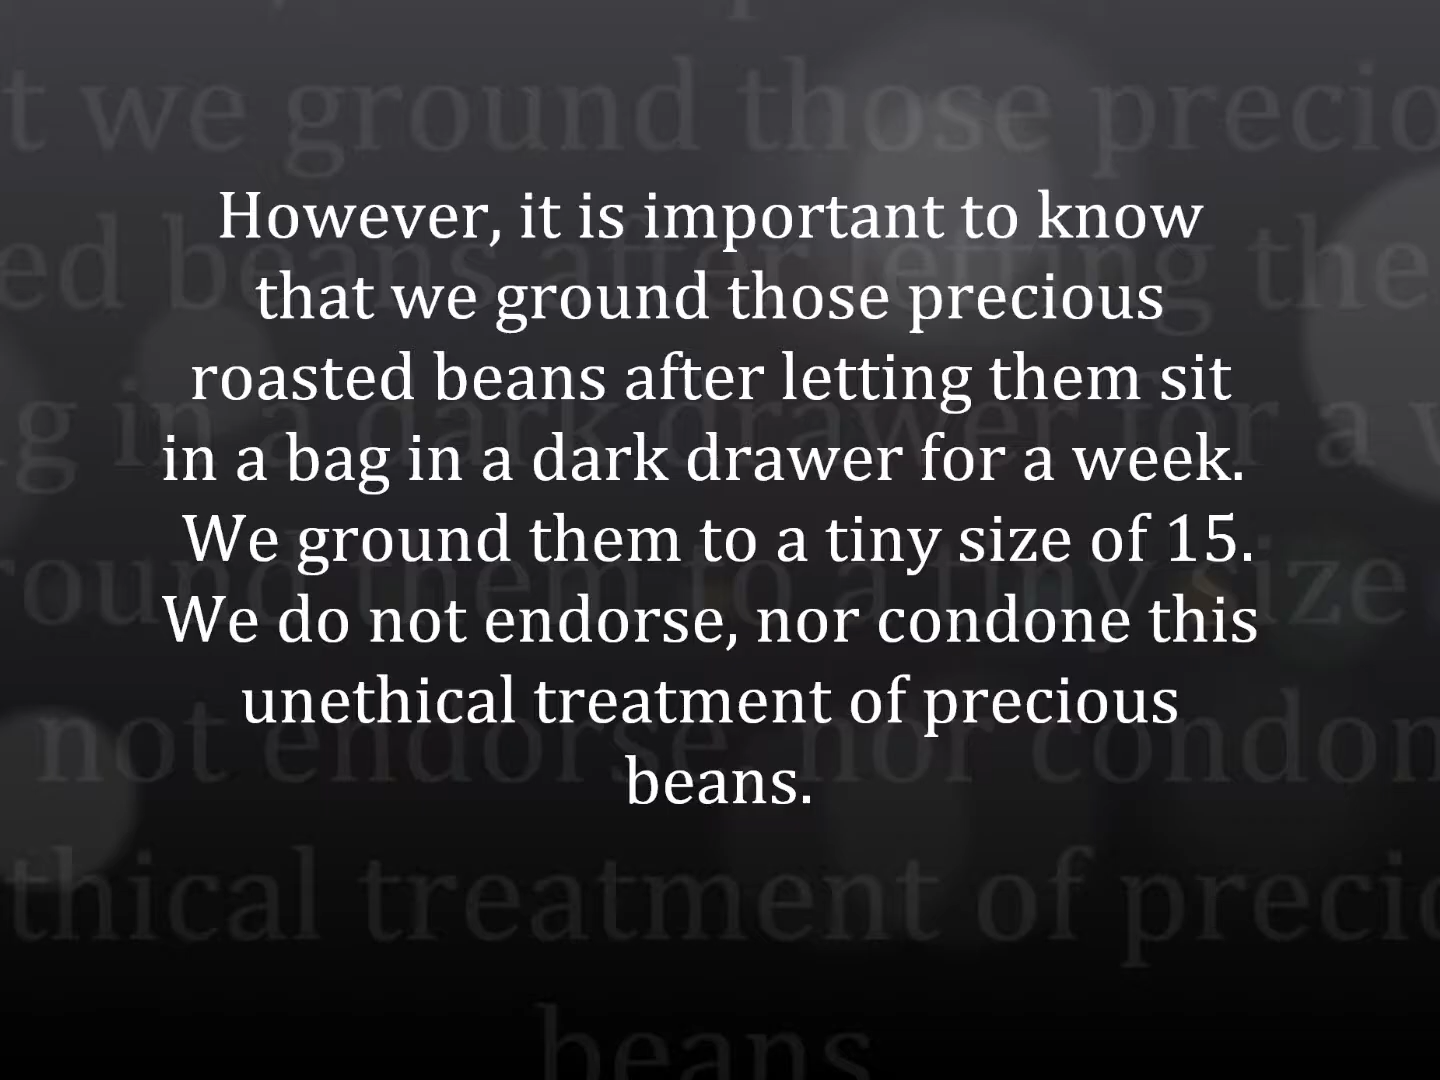 However, it is important to know
that we ground those precious
roasted beans after letting them sit
in a bag in a dark drawer for a week.
We ground them to a tiny size of 15.
We do not endorse, nor condone this
unethical treatment of precious
beans.